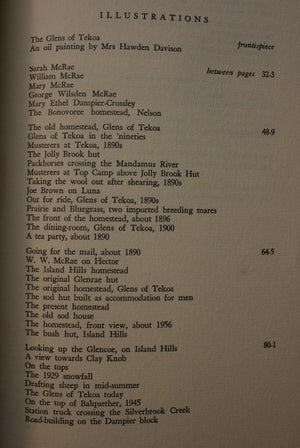 ILLUSTRATIONS
The Glens of Tekoa
An oil painting by Mrs Hawden Davison frontispiece
Sarah McRae between pages 32-3
William McRae
Mary McRae
George Wilsden McRae
Mary Ethel Dampier-Crossley
The Bonovoree homestead, Nelson
The old homestead, Glens of Tekoa 48-9
Glens of Tekoa in the 'nineties
Musterers at Tekoa, 1890s
The Jolly Brook hut
Packhorses crossing the Mandamus River
Musterers at Top Camp above Jolly Brook Hut
Taking the wool out after shearing, 1890s
Joe Brown on Luna
Out for ride, Glens of Tekoa, 1890s
Prairie and Bluegrass, two imported breeding mares
The front of the homestead, about 1896
The dining-room, Glens of Tekoa, 1900
A tea party, about 1890
Going for the mail, about 1890 64-5
W. W. McRae on Hector
The Island Hills homestead
The original Glenrae hut
The original homestead, Glens of Tekoa
The sod hut built as accommodation for men
The present homestead
The old sod house
The homestead, front view, about 1956
The bush hut, Island Hills
Looking up the Glencoe, on Island Hills 80-1
A view towards Clay Knob
On the tops
The 1929 snowfall
Drafting sheep in mid-summer
The Glens of Tekoa today
On the top of Balquether, 1945
Station truck crossing the Silverbrook Creek
Road-building on the Dampier block